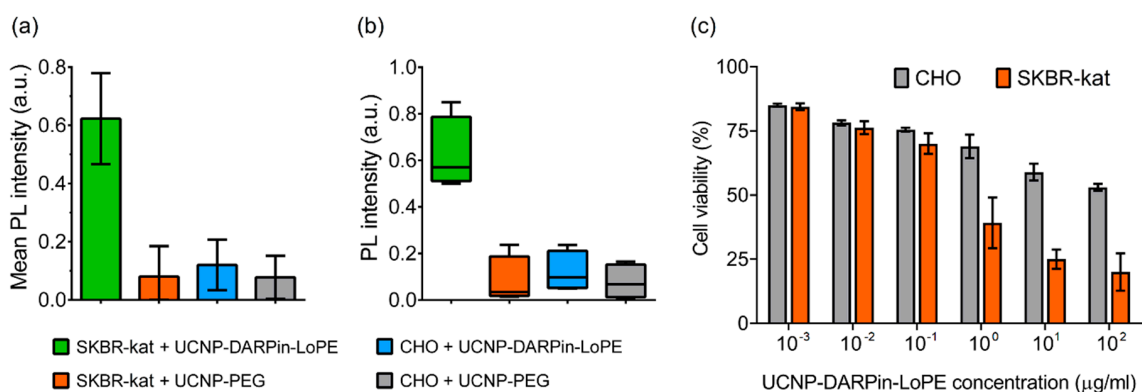 (a)
Mean PL intensity (a.u.)
0.8
0.6
0.4
0.2
0.0
(b)
PL intensity (a.u.)
1.0
0.8
0.6
0.4
0.2
0.0
SKBR-kat + UCNP-DARPin-LoPE
CHO + UCNP-DARPin-LoPE
SKBR-kat + UCNP-PEG
CHO + UCNP-PEG
(c)
CHO SKBR-kat
Cell viability (%)
100
75
50
25
0
10⁻³ 10⁻² 10⁻¹ 10⁰ 10¹ 10²
UCNP-DARPin-LoPE concentration (μg/ml)